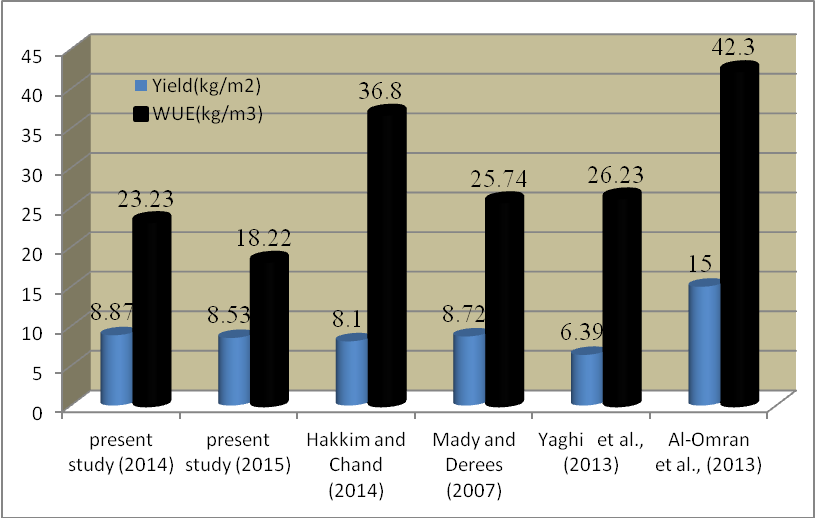 45
40
35
30
25
20
15
10
5
0
Yield(kg/m2)
WUE(kg/m3)
8.87
23.23
8.53
18.22
8.1
36.8
8.72
25.74
6.39
26.23
15
42.3
present
study (2014)
present
study (2015)
Hakkim and
Chand
(2014)
Mady and
Derees
(2007)
Yaghi et al.,
(2013)
Al-Omran
et al., (2013)